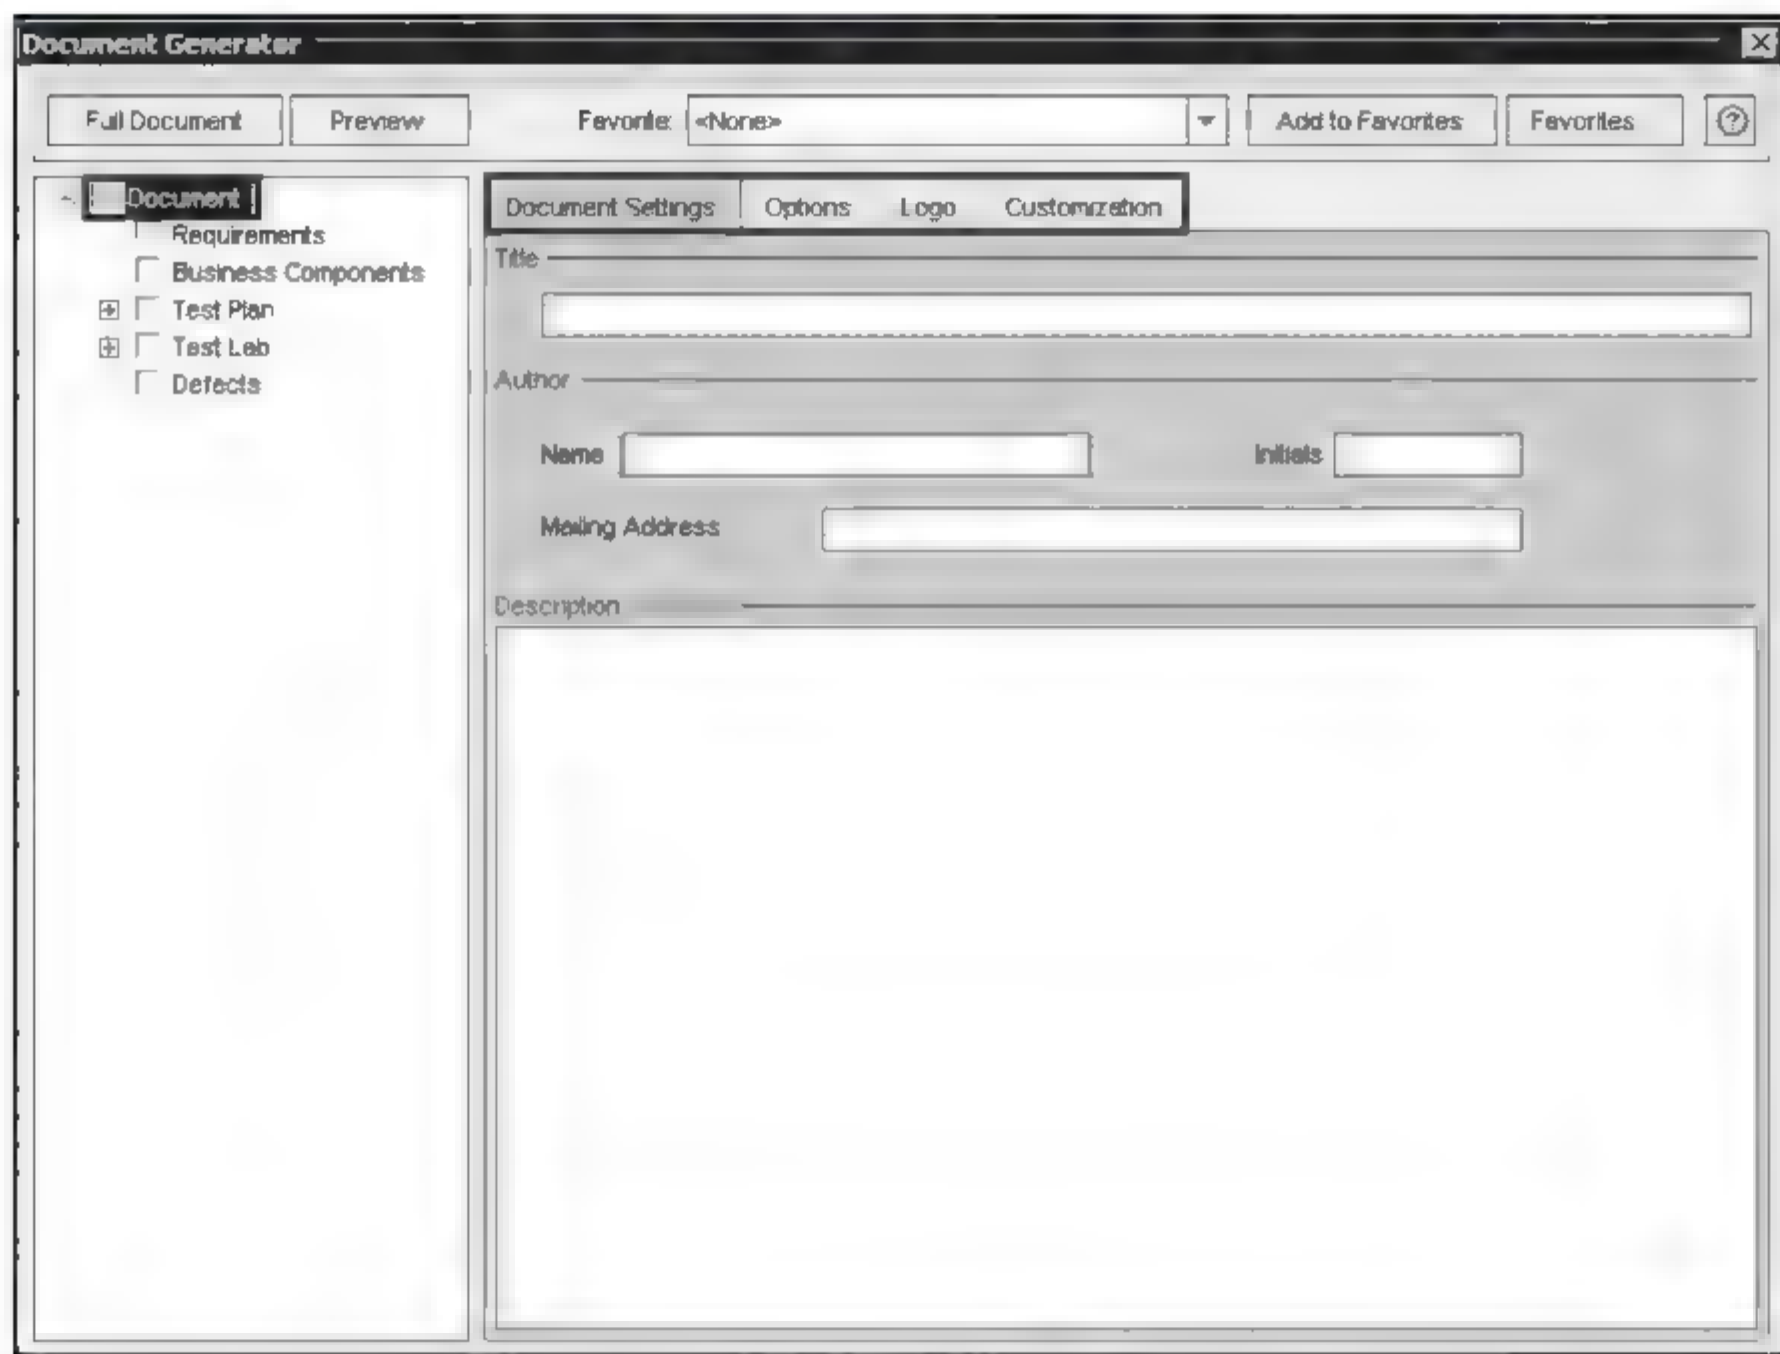 Document Generator
Full Document Preview Favorite: <None> Add to Favorites Favorites
Document
Requirements
Business Components
Test Plan
Test Lab
Defects
Document Settings Options Logo Customization
Title
Author
Name Initials
Mailing Address
Description